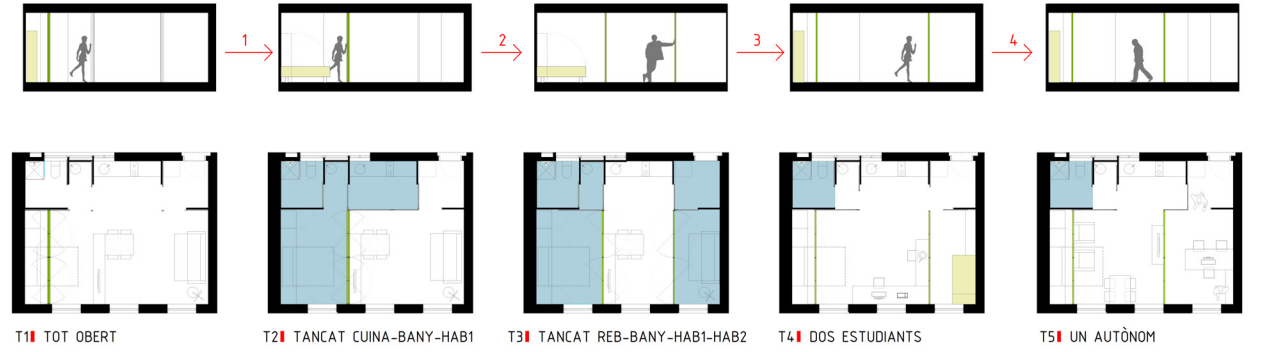 1
2
3
4
T1 TOT OBERT
T2 TANCAT CUINA-BANY-HAB1
T3 TANCAT REB-BANY-HAB1-HAB2
T4 DOS ESTUDIANTS
T5 UN AUTÒNOM